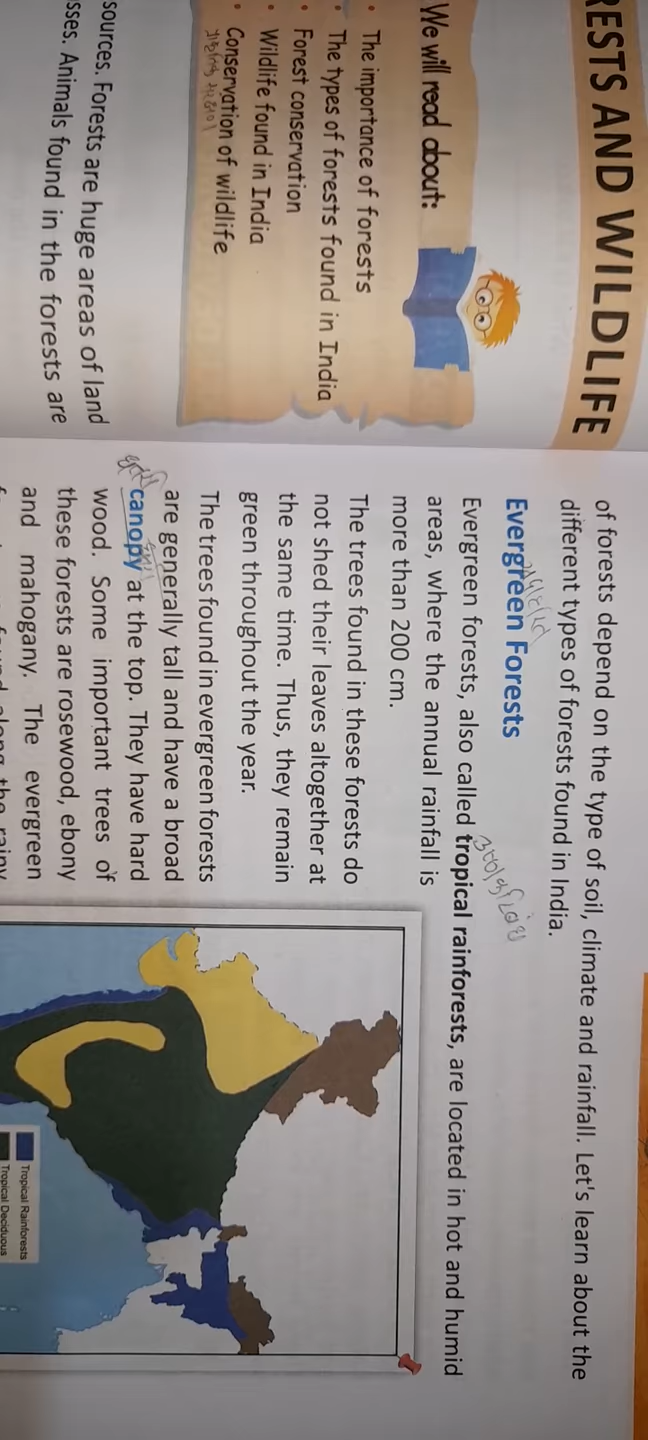 RESTS AND WILDLIFE
We will read about:
• The importance of forests
• The types of forests found in India
• Forest conservation
• Wildlife found in India
• Conservation of wildlife
sources. Forests are huge areas of land
sses. Animals found in the forests are
of forests depend on the type of soil, climate and rainfall. Let's learn about the
different types of forests found in India.
Evergreen Forests
Evergreen forests, also called tropical rainforests, are located in hot and humid
areas, where the annual rainfall is
more than 200 cm.
The trees found in these forests do
not shed their leaves altogether at
the same time. Thus, they remain
green throughout the year.
The trees found in evergreen forests
are generally tall and have a broad
canopy at the top. They have hard
wood. Some important trees of
these forests are rosewood, ebony
and mahogany. The evergreen
found along the rainy
Tropical Rainforests
Tropical Deciduous